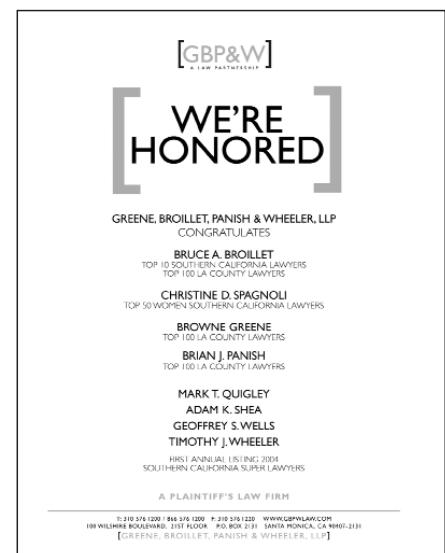 [GBP&W]
A LAW PARTNERSHIP
WE'RE
HONORED
GREENE, BROILLET, PANISH & WHEELER, LLP
CONGRATULATES
BRUCE A. BROILLET
TOP 10 SOUTHERN CALIFORNIA LAWYERS
TOP 100 LA COUNTY LAWYERS
CHRISTINE D. SPAGNOLI
TOP 50 WOMEN SOUTHERN CALIFORNIA LAWYERS
BROWNE GREENE
TOP 100 LA COUNTY LAWYERS
BRIAN J. PANISH
TOP 100 LA COUNTY LAWYERS
MARK T. QUIGLEY
ADAM K. SHEA
GEOFFREY S. WELLS
TIMOTHY J. WHEELER
FIRST ANNUAL LISTING 2004
SOUTHERN CALIFORNIA SUPER LAWYERS
A PLAINTIFF'S LAW FIRM
T: 310 576 1200 / 866 576 1200 F: 310 576 1220 WWW.GBPWLAW.COM
100 WILSHIRE BOULEVARD, 21ST FLOOR P.O. BOX 2131 SANTA MONICA, CA 90407-2131
[GREENE, BROILLET, PANISH & WHEELER, LLP]